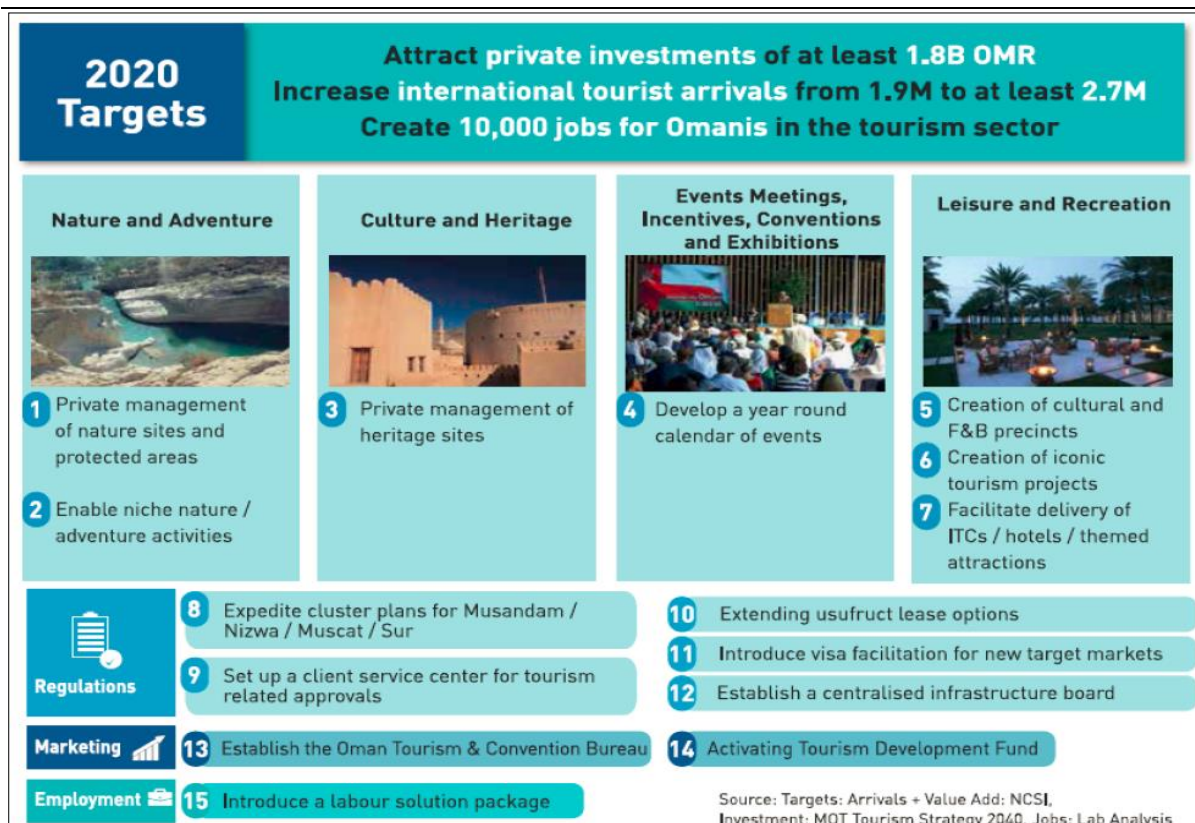 2020
Targets
Attract private investments of at least 1.8B OMR
Increase international tourist arrivals from 1.9M to at least 2.7M
Create 10,000 jobs for Omanis in the tourism sector
Nature and Adventure
1 Private management
of nature sites and
protected areas
2 Enable niche nature /
adventure activities
Culture and Heritage
3 Private management of
heritage sites
Events Meetings,
Incentives, Conventions
and Exhibitions
4 Develop a year round
calendar of events
Leisure and Recreation
5 Creation of cultural and
F&B precincts
6 Creation of iconic
tourism projects
7 Facilitate delivery of
ITCs / hotels / themed
attractions
Regulations
8 Expedite cluster plans for Musandam /
Nizwa / Muscat / Sur
9 Set up a client service center for tourism
related approvals
10 Extending usufruct lease options
11 Introduce visa facilitation for new target markets
12 Establish a centralised infrastructure board
Marketing
13 Establish the Oman Tourism & Convention Bureau
14 Activating Tourism Development Fund
Employment
15 Introduce a labour solution package
Source: Targets: Arrivals + Value Add: NCSI,
Investment: MOT Tourism Strategy 2040, Jobs: Lab Analysis